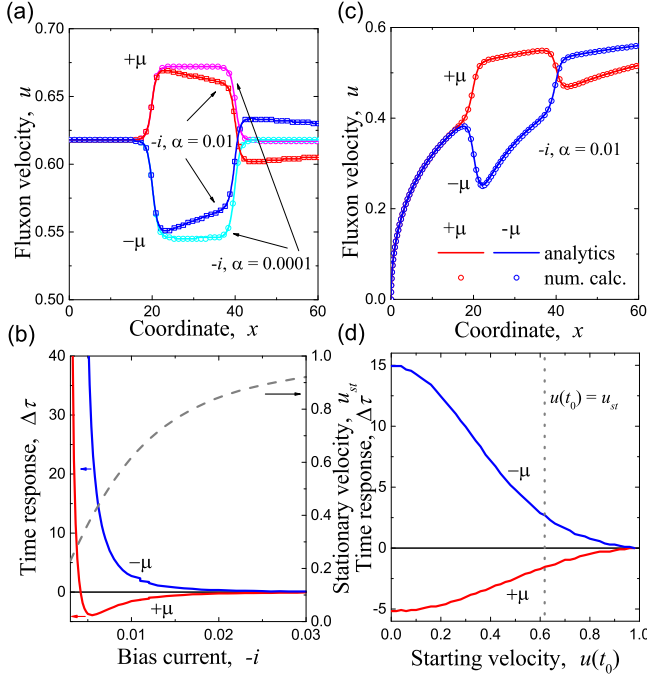 (a)
0.70
0.65
0.60
0.55
0.50
Fluxon velocity, u
+μ
-i, α = 0.01
−μ
-i, α = 0.0001
0 20 40 60
Coordinate, x
(c)
0.6
0.4
0.2
0.0
Fluxon velocity, u
+μ
−μ
-i, α = 0.01
+μ -μ
analytics
num. calc.
0 20 40 60
Coordinate, x
(b)
40
30
20
10
0
Time response, Δτ
−μ
+μ
1.0
0.8
0.6
0.4
0.2
0.0
Stationary velocity, u_st
0.01 0.02 0.03
Bias current, -i
(d)
15
10
5
0
-5
Time response, Δτ
u(t₀) = u_st
−μ
+μ
0.0 0.2 0.4 0.6 0.8 1.0
Starting velocity, u(t₀)